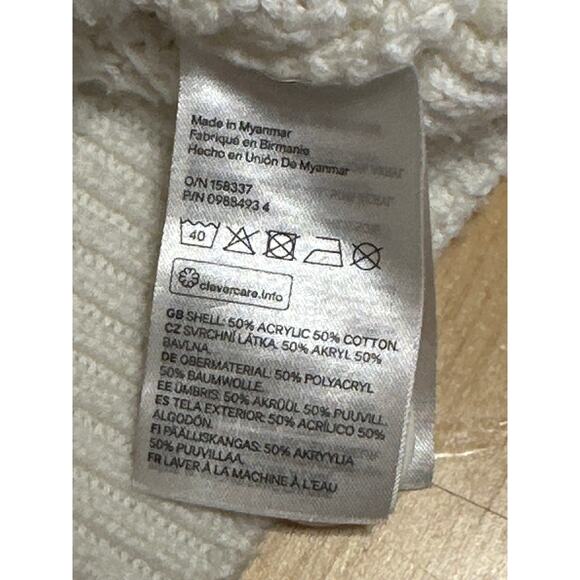 Made in Myanmar
Fabriqué en Birmanie
Hecho en Unión De Myanmar
O/N 158337
P/N 0988493 4
40
clevercare.info
GB SHELL: 50% ACRYLIC 50% COTTON.
CZ SVRCHNÍ LÁTKA: 50% AKRYL 50%
BAVLNA.
DE OBERMATERIAL: 50% POLYACRYL
50% BAUMWOLLE.
EE ÜMBRIS: 50% AKRÜÜL 50% PUUVILL.
ES TELA EXTERIOR: 50% ACRÍLICO 50%
ALGODÓN.
FI PÄÄLLISKANGAS: 50% AKRYYLIA
50% PUUVILLAA.
FR LAVER À LA MACHINE À L'EAU